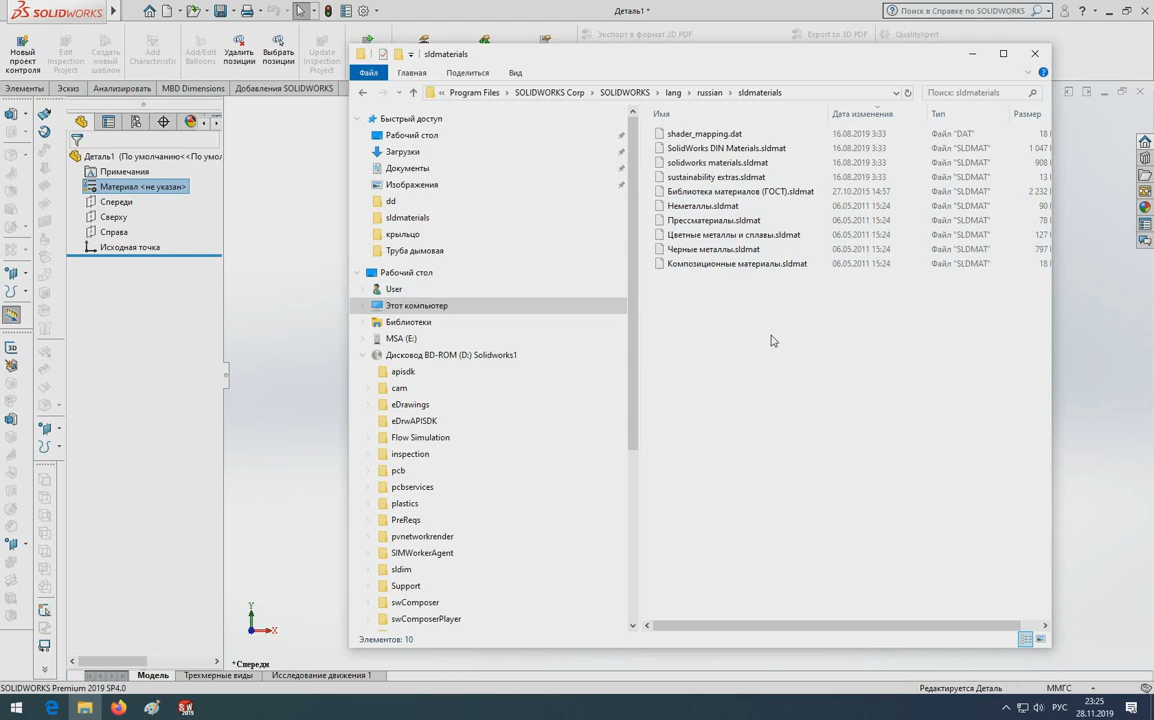 SOLIDWORKS
Деталь1 *
Поиск в Справке по SOLIDWORKS
Новый проект контроля
Edit Inspection Project
Создать новый шаблон
Add Characteristic
Add/Edit Balloons
Удалить позиции
Выбрать позиции
Update Inspection Project
Экспорт в формат 2D PDF
Export to 3D PDF
QualityXpert
Элементы
Эскиз
Анализировать
MBD Dimensions
Добавления SOLIDWORKS
Деталь1 (По умолчанию<<По умол
Примечания
Материал <не указан>
Спереди
Сверху
Справа
Исходная точка
sldmaterials
Файл
Главная
Поделиться
Вид
« Program Files > SOLIDWORKS Corp > SOLIDWORKS > lang > russian > sldmaterials
Поиск: sldmaterials
Быстрый доступ
Рабочий стол
Загрузки
Документы
Изображения
dd
sldmaterials
крыльцо
Труба дымовая
Рабочий стол
User
Этот компьютер
Библиотеки
MSA (E:)
Дисковод BD-ROM (D:) Solidworks1
apisdk
cam
eDrawings
eDrwAPISDK
Flow Simulation
inspection
pcb
pcbservices
plastics
PreReqs
pvnetworkrender
SIMWorkerAgent
sldim
Support
swComposer
swComposerPlayer
Имя Дата изменения Тип Размер
shader_mapping.dat 16.08.2019 3:33 Файл "DAT" 18
SolidWorks DIN Materials.sldmat 16.08.2019 3:33 Файл "SLDMAT" 1 047
solidworks materials.sldmat 16.08.2019 3:33 Файл "SLDMAT" 908
sustainability extras.sldmat 16.08.2019 3:33 Файл "SLDMAT" 13
Библиотека материалов (ГОСТ).sldmat 27.10.2015 14:57 Файл "SLDMAT" 2 232
Неметаллы.sldmat 06.05.2011 15:24 Файл "SLDMAT" 90
Прессматериалы.sldmat 06.05.2011 15:24 Файл "SLDMAT" 78
Цветные металлы и сплавы.sldmat 06.05.2011 15:24 Файл "SLDMAT" 127
Черные металлы.sldmat 06.05.2011 15:24 Файл "SLDMAT" 797
Композиционные материалы.sldmat 06.05.2011 15:24 Файл "SLDMAT" 18
Элементов: 10
Y
X
*Спереди
Модель
Трехмерные виды
Исследование движения 1
SOLIDWORKS Premium 2019 SP4.0
Редактируется Деталь
ММГС
РУС
23:25
28.11.2019